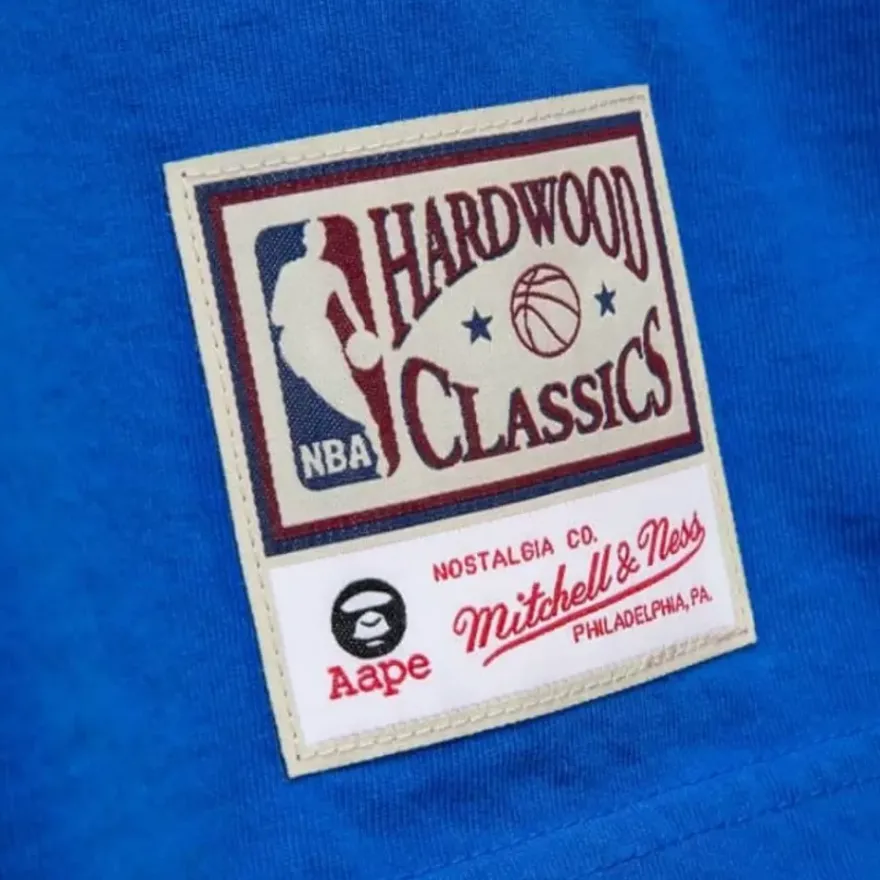 HARDWOOD
CLASSICS
NBA
NOSTALGIA CO.
Mitchell & Ness
PHILADELPHIA, PA.
Aape